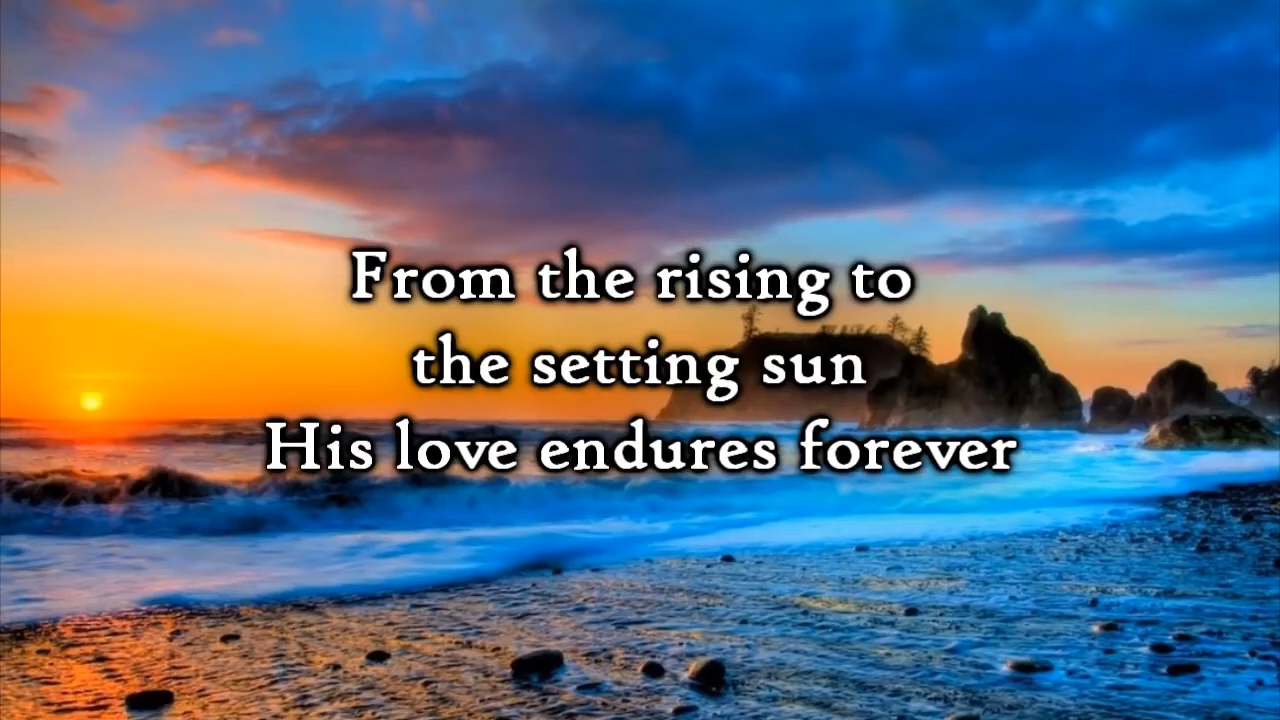 From the rising to
the setting sun
His love endures forever